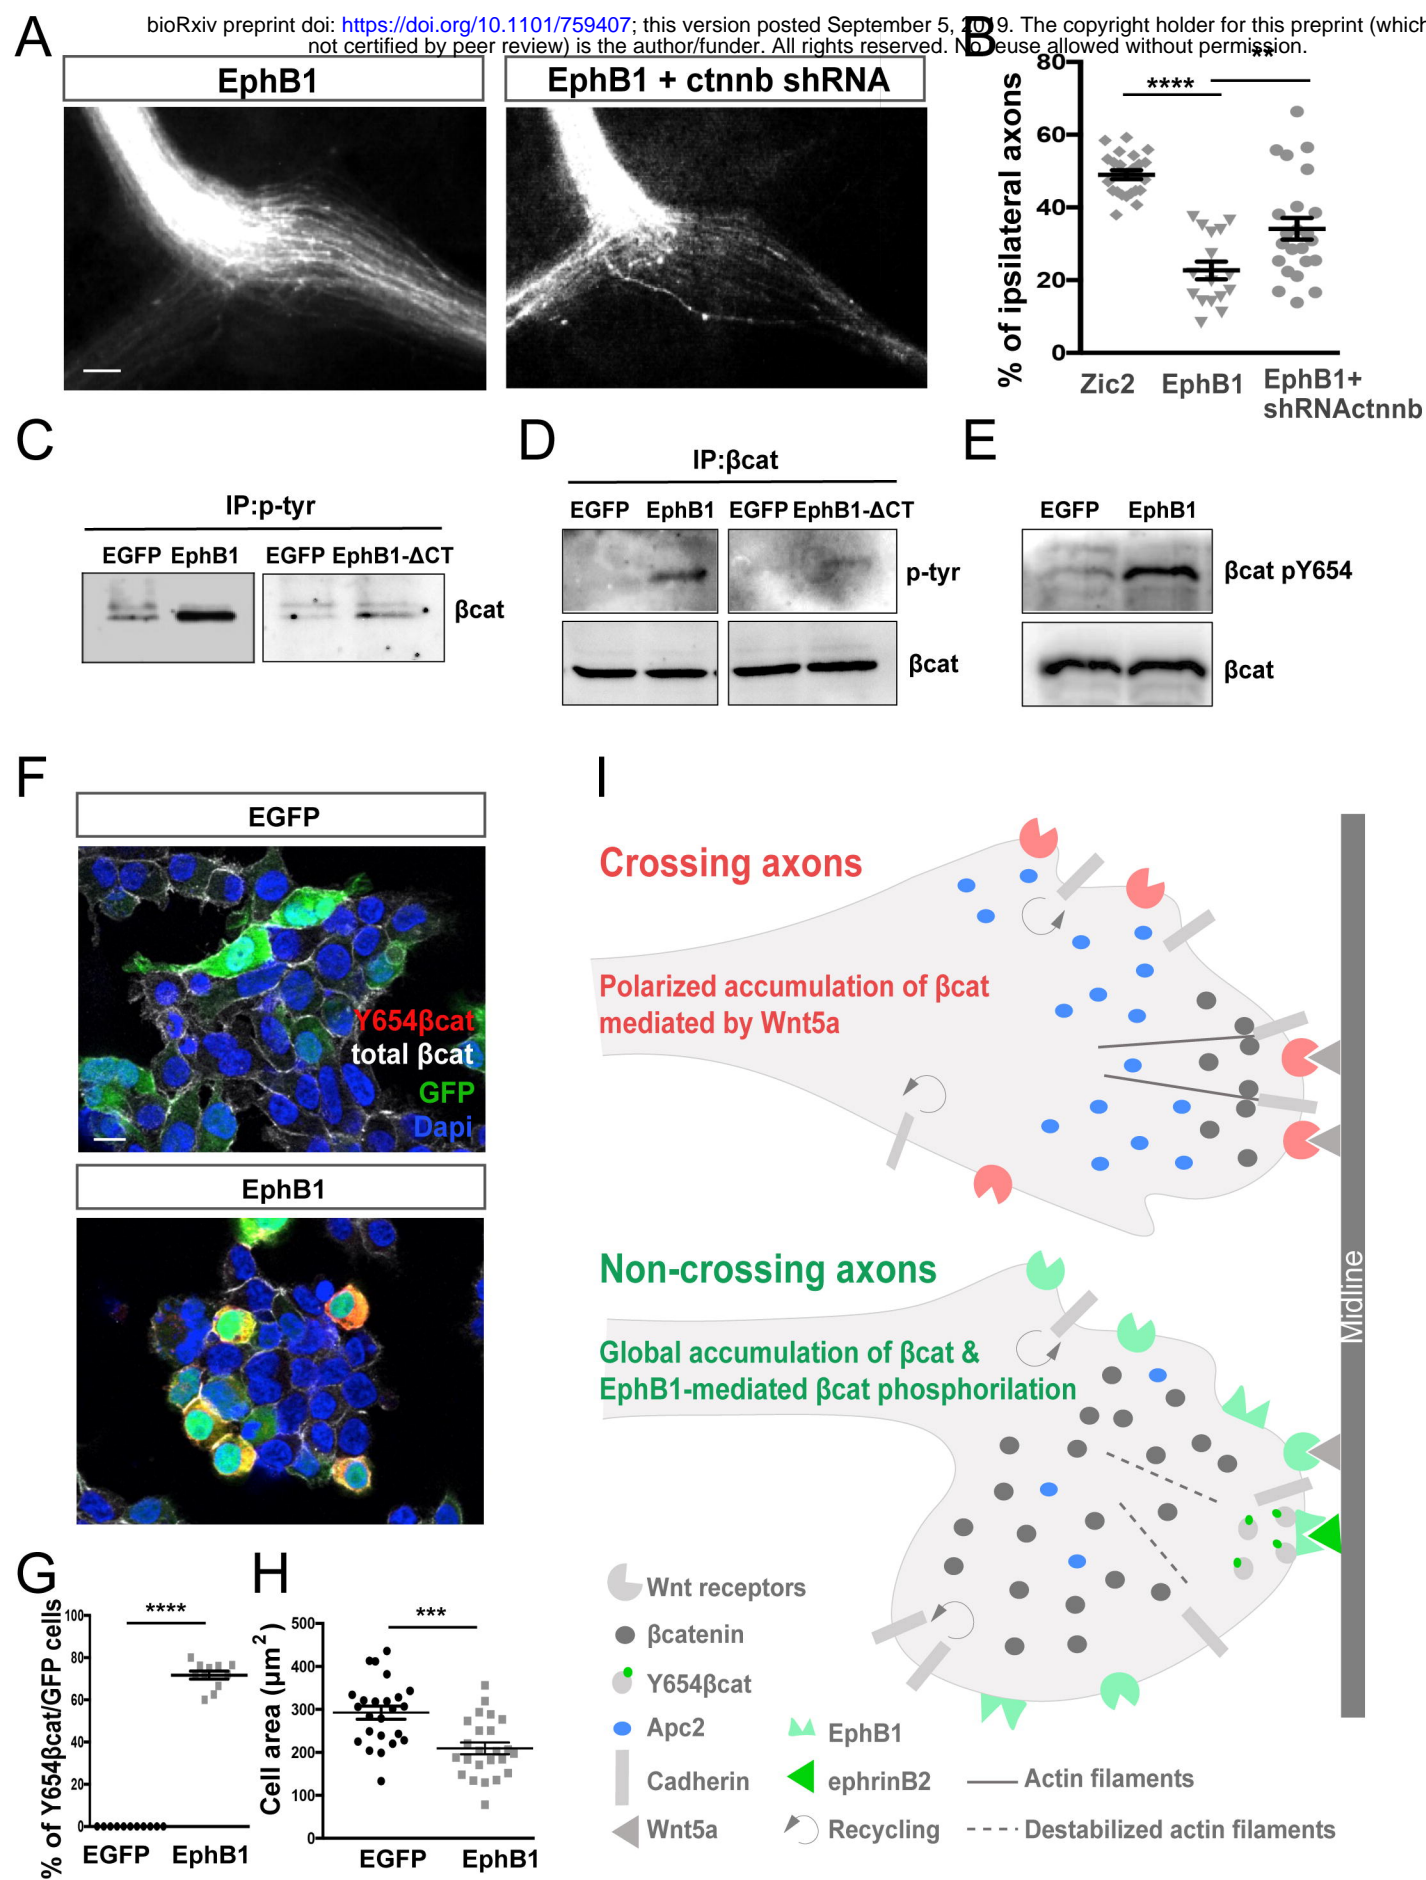 bioRxiv preprint doi: https://doi.org/10.1101/759407; this version posted September 5, 2019. The copyright holder for this preprint (which
not certified by peer review) is the author/funder. All rights reserved. No reuse allowed without permission.
A
EphB1
EphB1 + ctnnb shRNA
B
% of ipsilateral axons
80
60
40
20
0
****
**
Zic2
EphB1
EphB1+
shRNActnnb
C
IP:p-tyr
EGFP EphB1
EGFP EphB1-ΔCT
βcat
D
IP:βcat
EGFP EphB1
EGFP EphB1-ΔCT
p-tyr
βcat
E
EGFP EphB1
βcat pY654
βcat
F
EGFP
Y654βcat
total βcat
GFP
Dapi
EphB1
G
% of Y654βcat/GFP cells
100
80
60
40
20
0
****
EGFP EphB1
H
Cell area (µm2)
500
400
300
200
100
0
***
EGFP EphB1
I
Crossing axons
Polarized accumulation of βcat
mediated by Wnt5a
Non-crossing axons
Global accumulation of βcat &
EphB1-mediated βcat phosphorilation
Midline
Wnt receptors
βcatenin
Y654βcat
Apc2
Cadherin
Wnt5a
EphB1
ephrinB2
Recycling
Actin filaments
Destabilized actin filaments